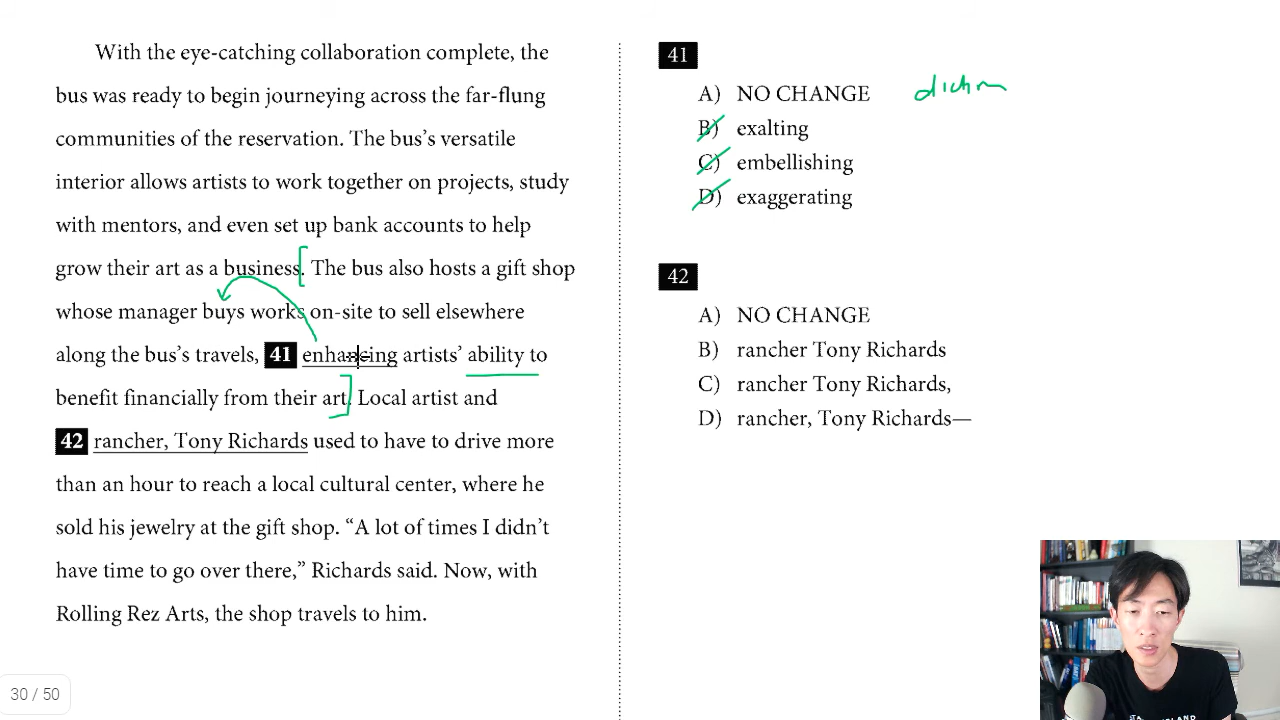 With the eye-catching collaboration complete, the
bus was ready to begin journeying across the far-flung
communities of the reservation. The bus's versatile
interior allows artists to work together on projects, study
with mentors, and even set up bank accounts to help
grow their art as a business. The bus also hosts a gift shop
whose manager buys works on-site to sell elsewhere
along the bus's travels, 41 enhancing artists' ability to
benefit financially from their art. Local artist and
42 rancher, Tony Richards used to have to drive more
than an hour to reach a local cultural center, where he
sold his jewelry at the gift shop. “A lot of times I didn't
have time to go over there,” Richards said. Now, with
Rolling Rez Arts, the shop travels to him.
30 / 50
41
A) NO CHANGE
B) exalting
C) embellishing
D) exaggerating
42
A) NO CHANGE
B) rancher Tony Richards
C) rancher Tony Richards,
D) rancher, Tony Richards—